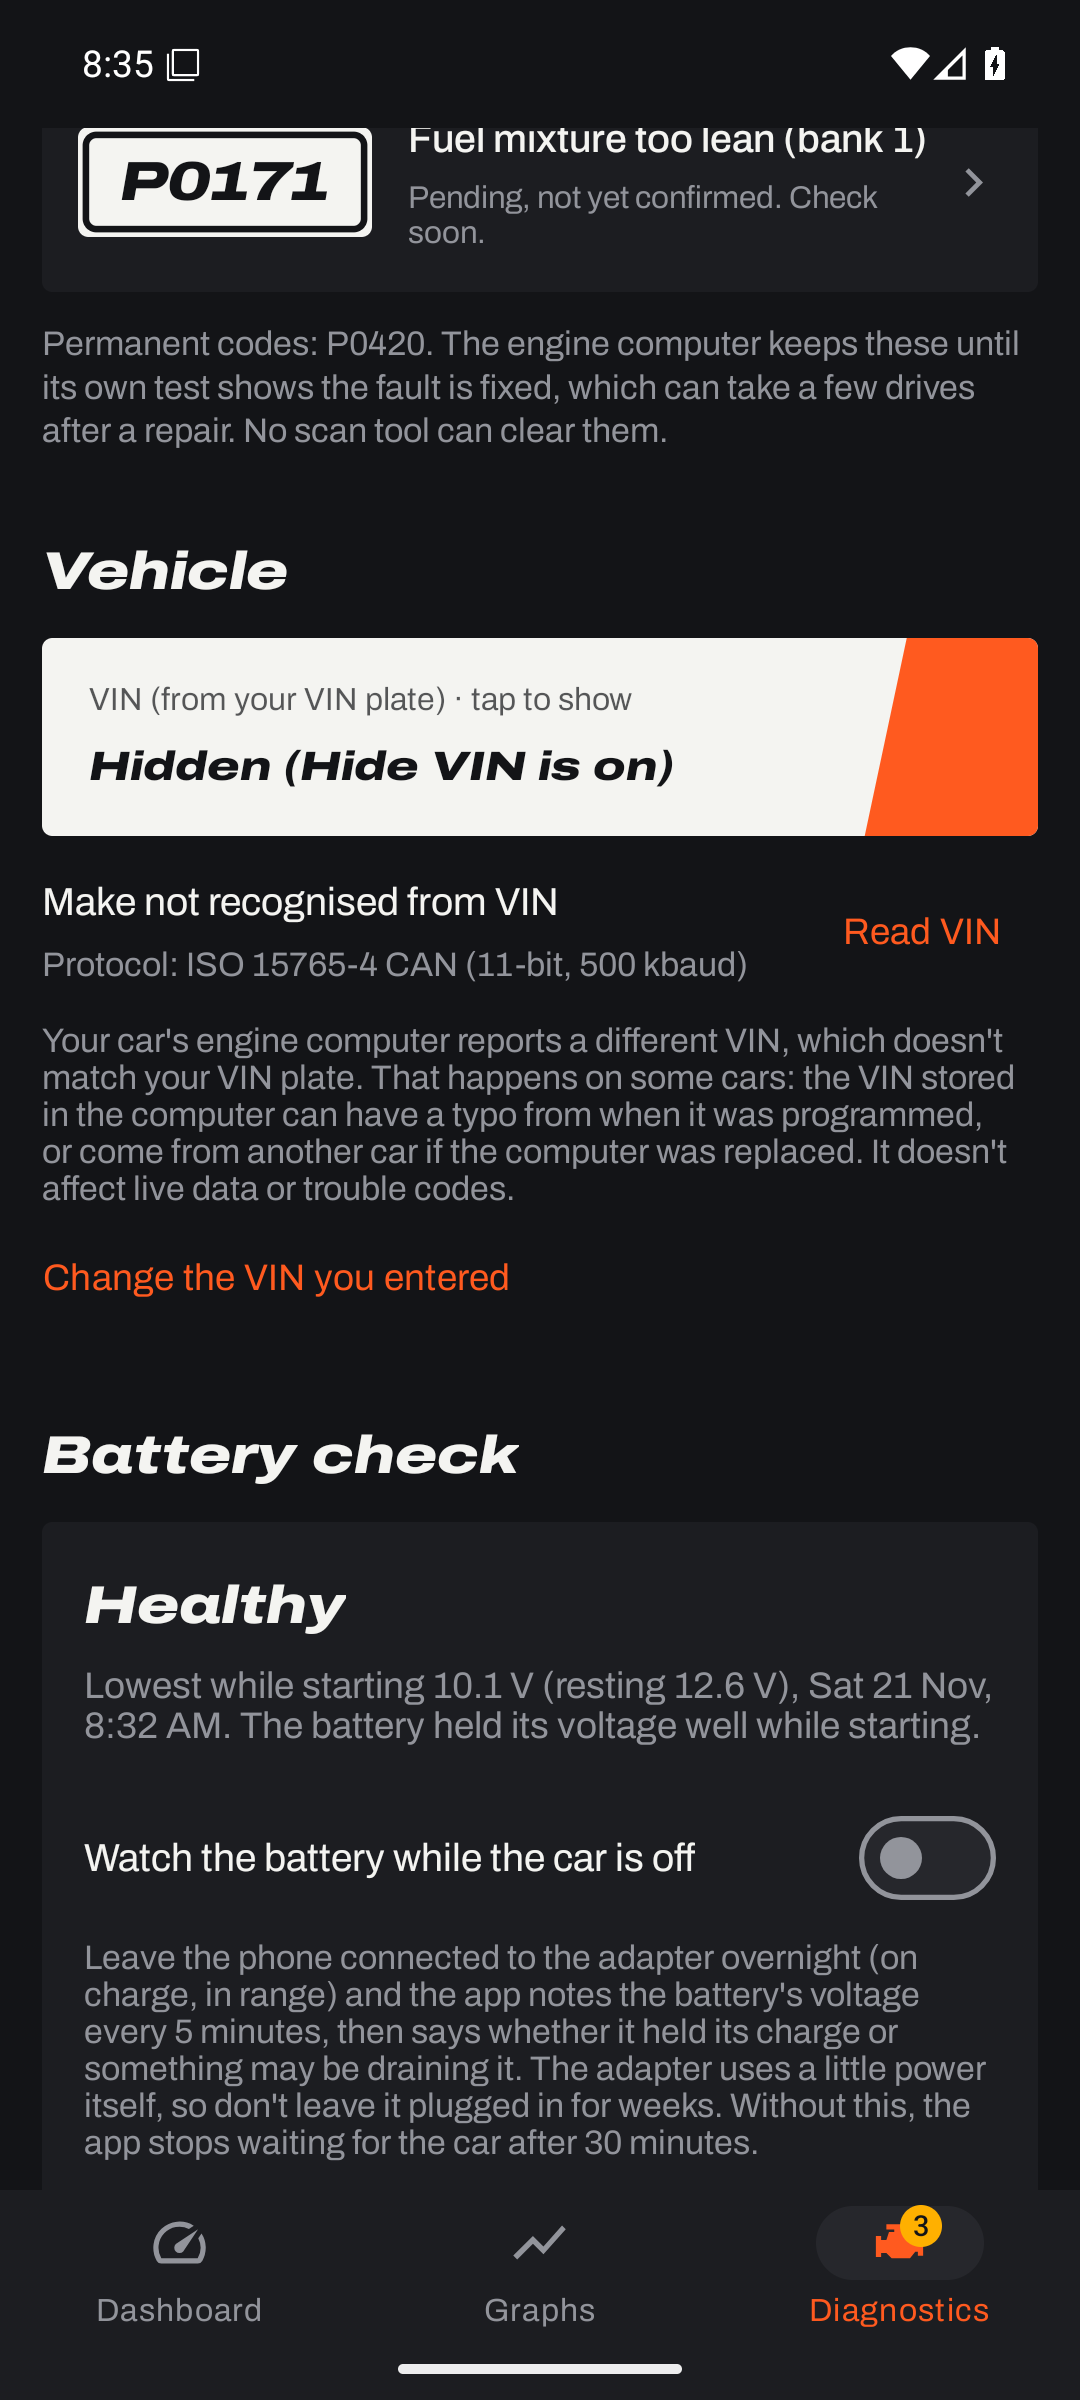 8:35
P0171
Fuel mixture too lean (bank 1)
Pending, not yet confirmed. Check
soon.
Permanent codes: P0420. The engine computer keeps these until
its own test shows the fault is fixed, which can take a few drives
after a repair. No scan tool can clear them.
Vehicle
VIN (from your VIN plate) · tap to show
Hidden (Hide VIN is on)
Make not recognised from VIN
Read VIN
Protocol: ISO 15765-4 CAN (11-bit, 500 kbaud)
Your car's engine computer reports a different VIN, which doesn't
match your VIN plate. That happens on some cars: the VIN stored
in the computer can have a typo from when it was programmed,
or come from another car if the computer was replaced. It doesn't
affect live data or trouble codes.
Change the VIN you entered
Battery check
Healthy
Lowest while starting 10.1 V (resting 12.6 V), Sat 21 Nov,
8:32 AM. The battery held its voltage well while starting.
Watch the battery while the car is off
Leave the phone connected to the adapter overnight (on
charge, in range) and the app notes the battery's voltage
every 5 minutes, then says whether it held its charge or
something may be draining it. The adapter uses a little power
itself, so don't leave it plugged in for weeks. Without this, the
app stops waiting for the car after 30 minutes.
3
Dashboard
Graphs
Diagnostics